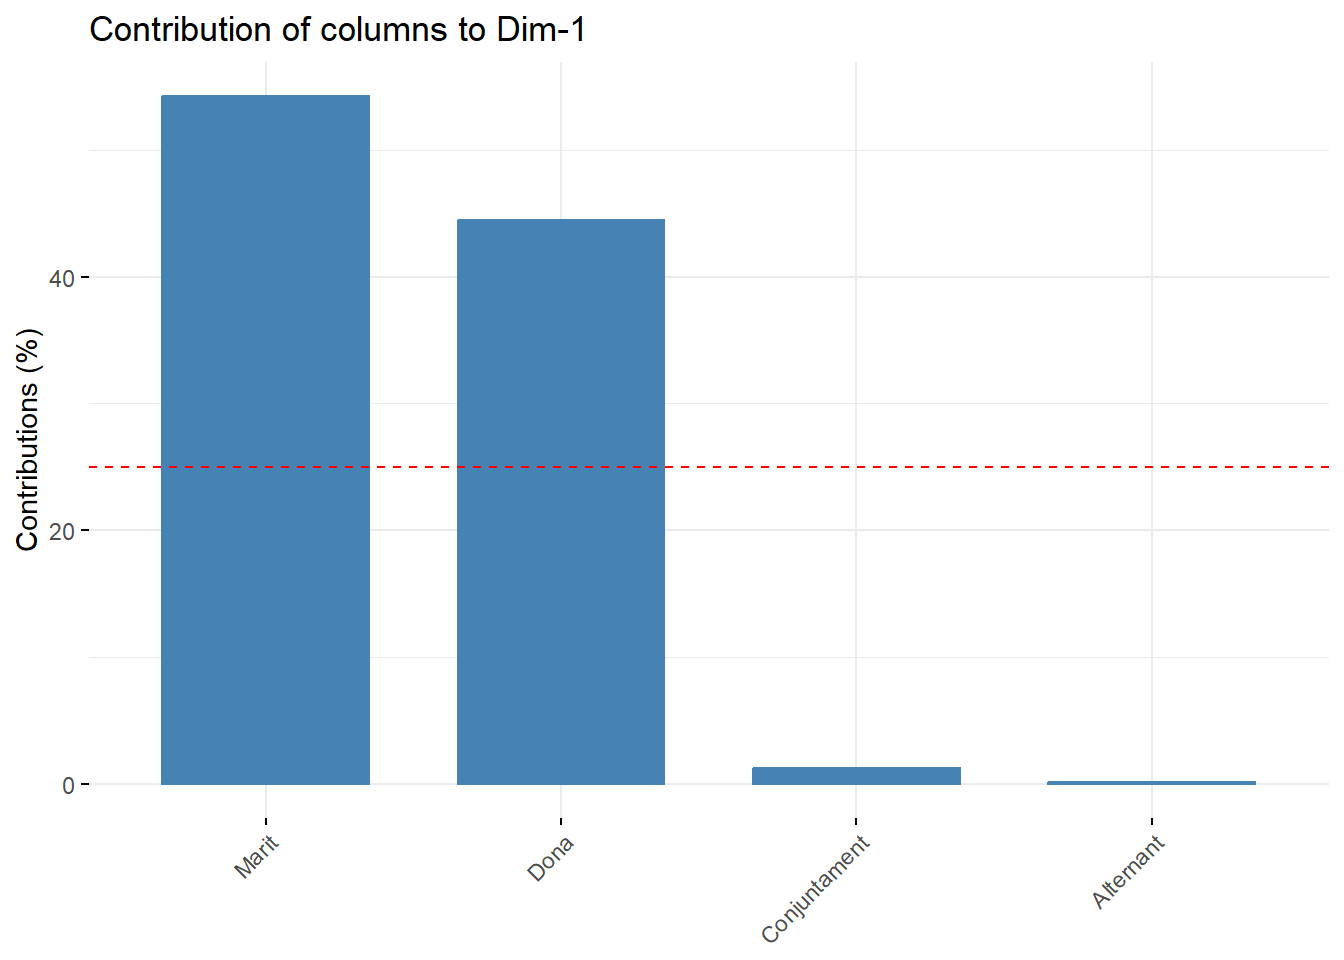 Contribution of columns to Dim-1
Contributions (%)
40
20
0
Marit
Dona
Conjuntament
Alternant